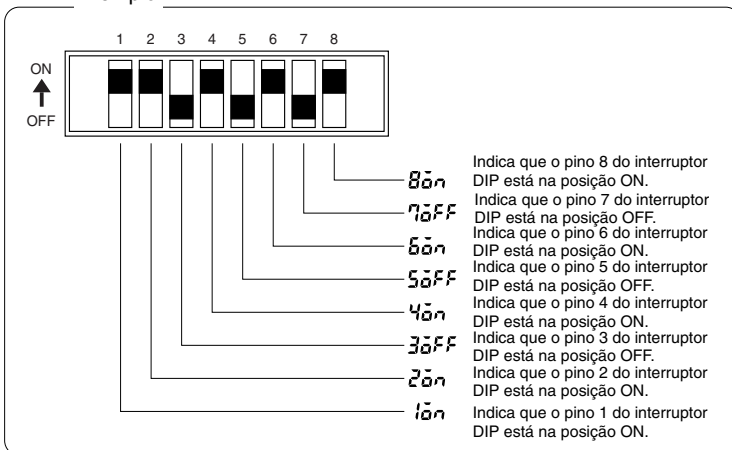 1 2 3 4 5 6 7 8
ON
OFF
8on Indica que o pino 8 do interruptor
DIP está na posição ON.
7oFF Indica que o pino 7 do interruptor
DIP está na posição OFF.
6on Indica que o pino 6 do interruptor
DIP está na posição ON.
5oFF Indica que o pino 5 do interruptor
DIP está na posição OFF.
4on Indica que o pino 4 do interruptor
DIP está na posição ON.
3oFF Indica que o pino 3 do interruptor
DIP está na posição OFF.
2on Indica que o pino 2 do interruptor
DIP está na posição ON.
1on Indica que o pino 1 do interruptor
DIP está na posição ON.